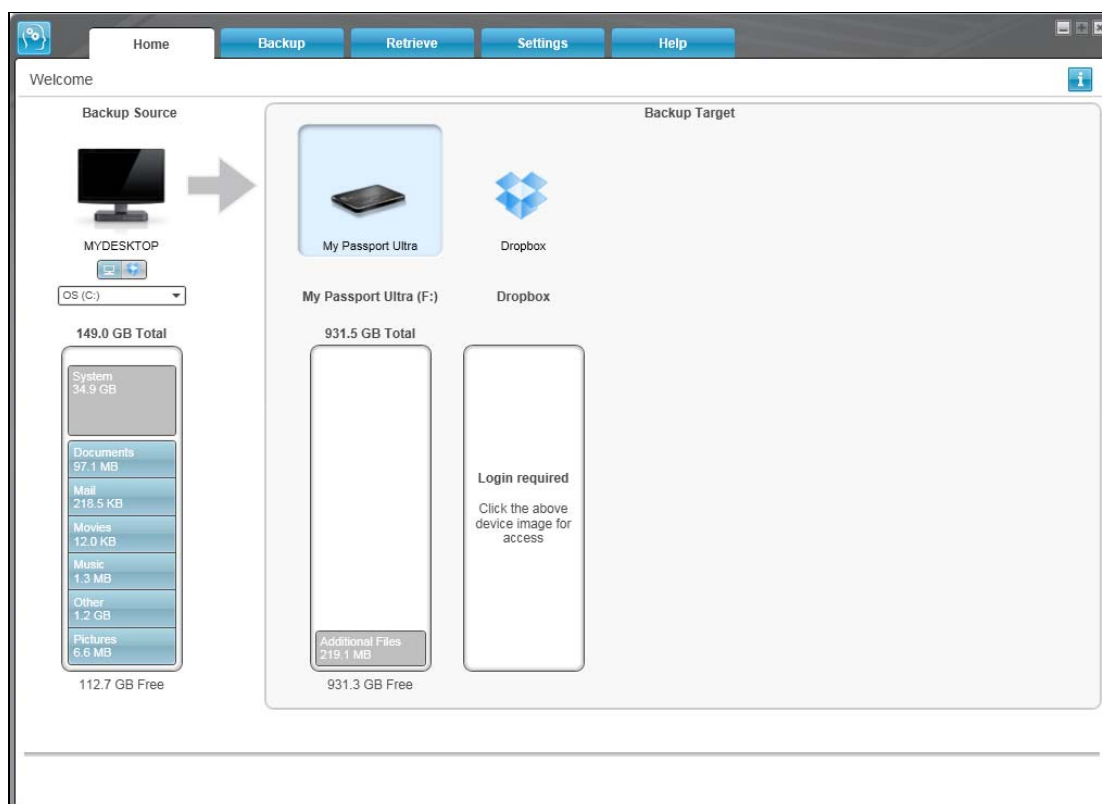 Home
Backup
Retrieve
Settings
Help
Welcome
i
Backup Source
Backup Target
MYDESKTOP
My Passport Ultra
Dropbox
OS (C:)
My Passport Ultra (F:)
Dropbox
149.0 GB Total
931.5 GB Total
System
34.9 GB
Documents
97.1 MB
Mail
218.5 KB
Movies
12.0 KB
Music
1.3 MB
Other
1.2 GB
Pictures
6.6 MB
112.7 GB Free
Additional Files
219.1 MB
931.3 GB Free
Login required
Click the above
device image for
access